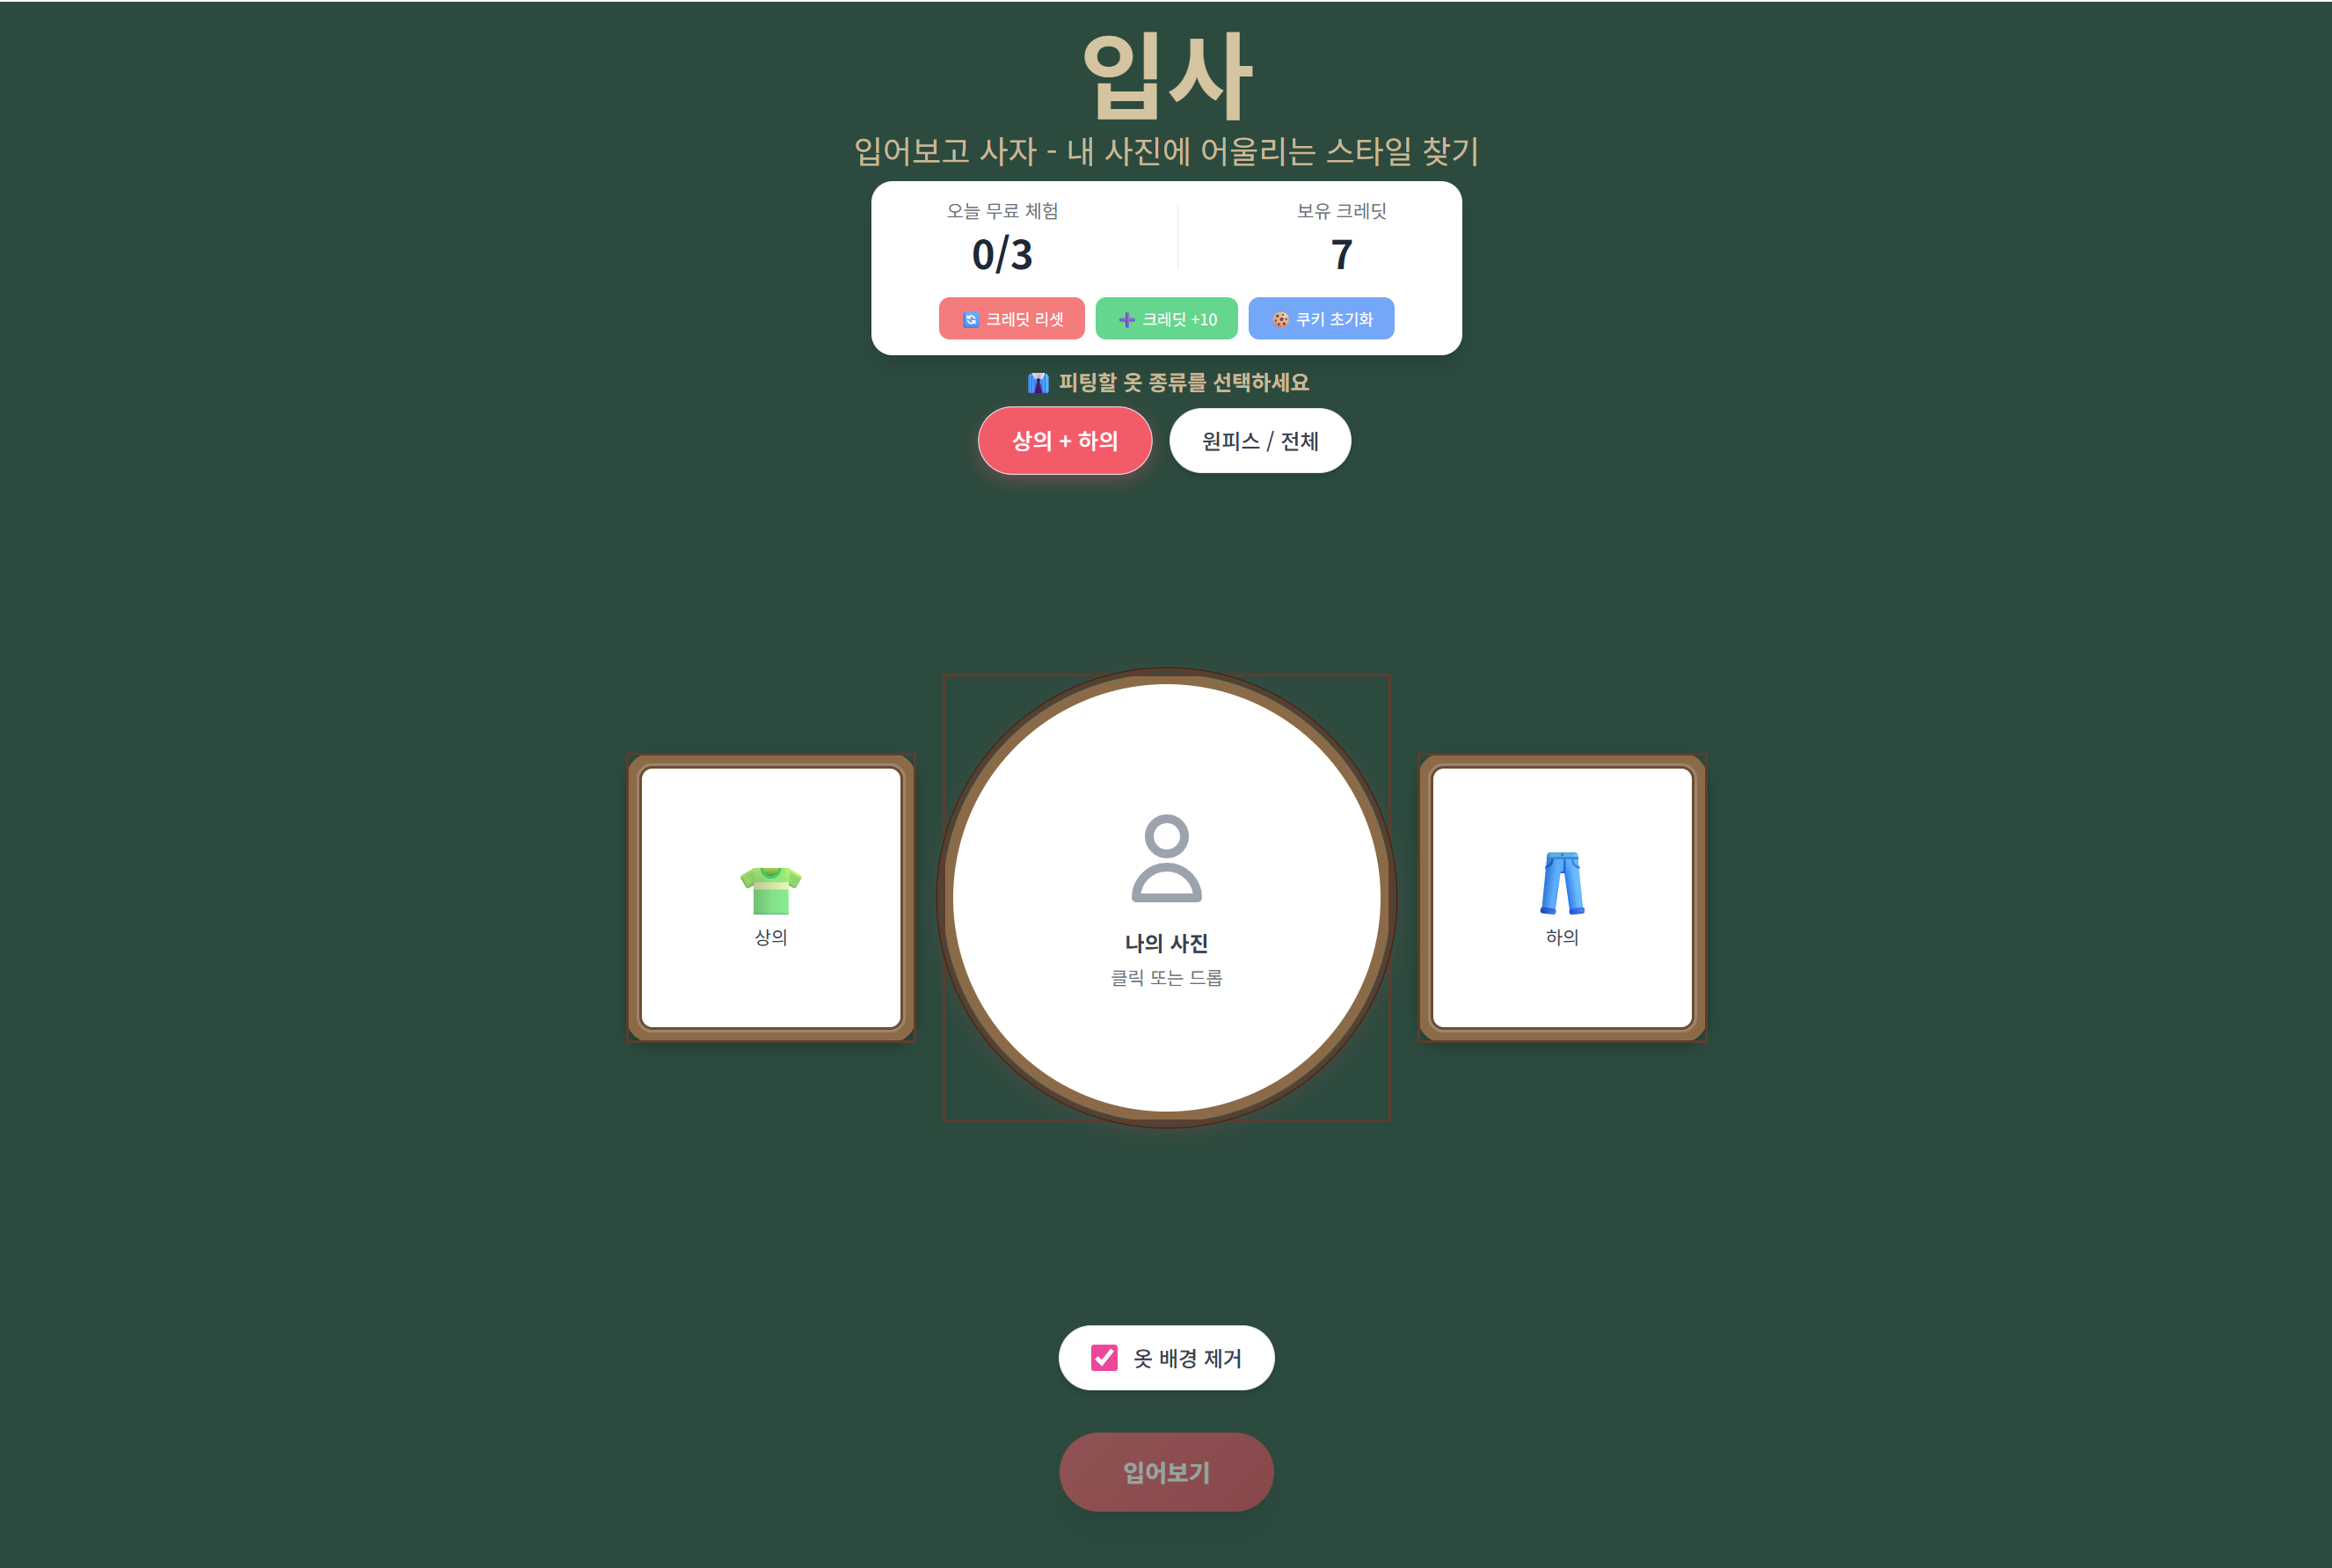 입사
입어보고 사자 - 내 사진에 어울리는 스타일 찾기
오늘 무료 체험
0/3
보유 크레딧
7
🔄 크레딧 리셋
➕ 크레딧 +10
🍪 쿠키 초기화
👔 피팅할 옷 종류를 선택하세요
상의 + 하의
원피스 / 전체
상의
나의 사진
클릭 또는 드롭
하의
옷 배경 제거
입어보기